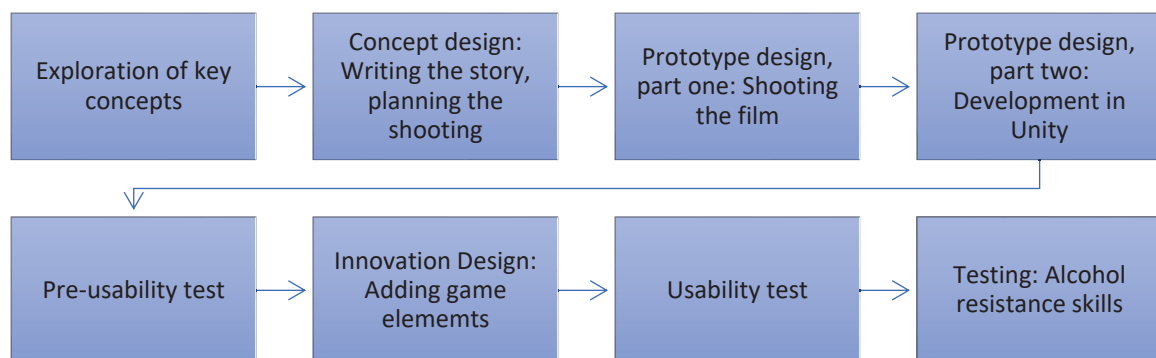 Exploration of key
concepts
Concept design:
Writing the story,
planning the
shooting
Prototype design,
part one: Shooting
the film
Prototype design,
part two:
Development in
Unity
Pre-usability test
Innovation Design:
Adding game
elememts
Usability test
Testing: Alcohol
resistance skills